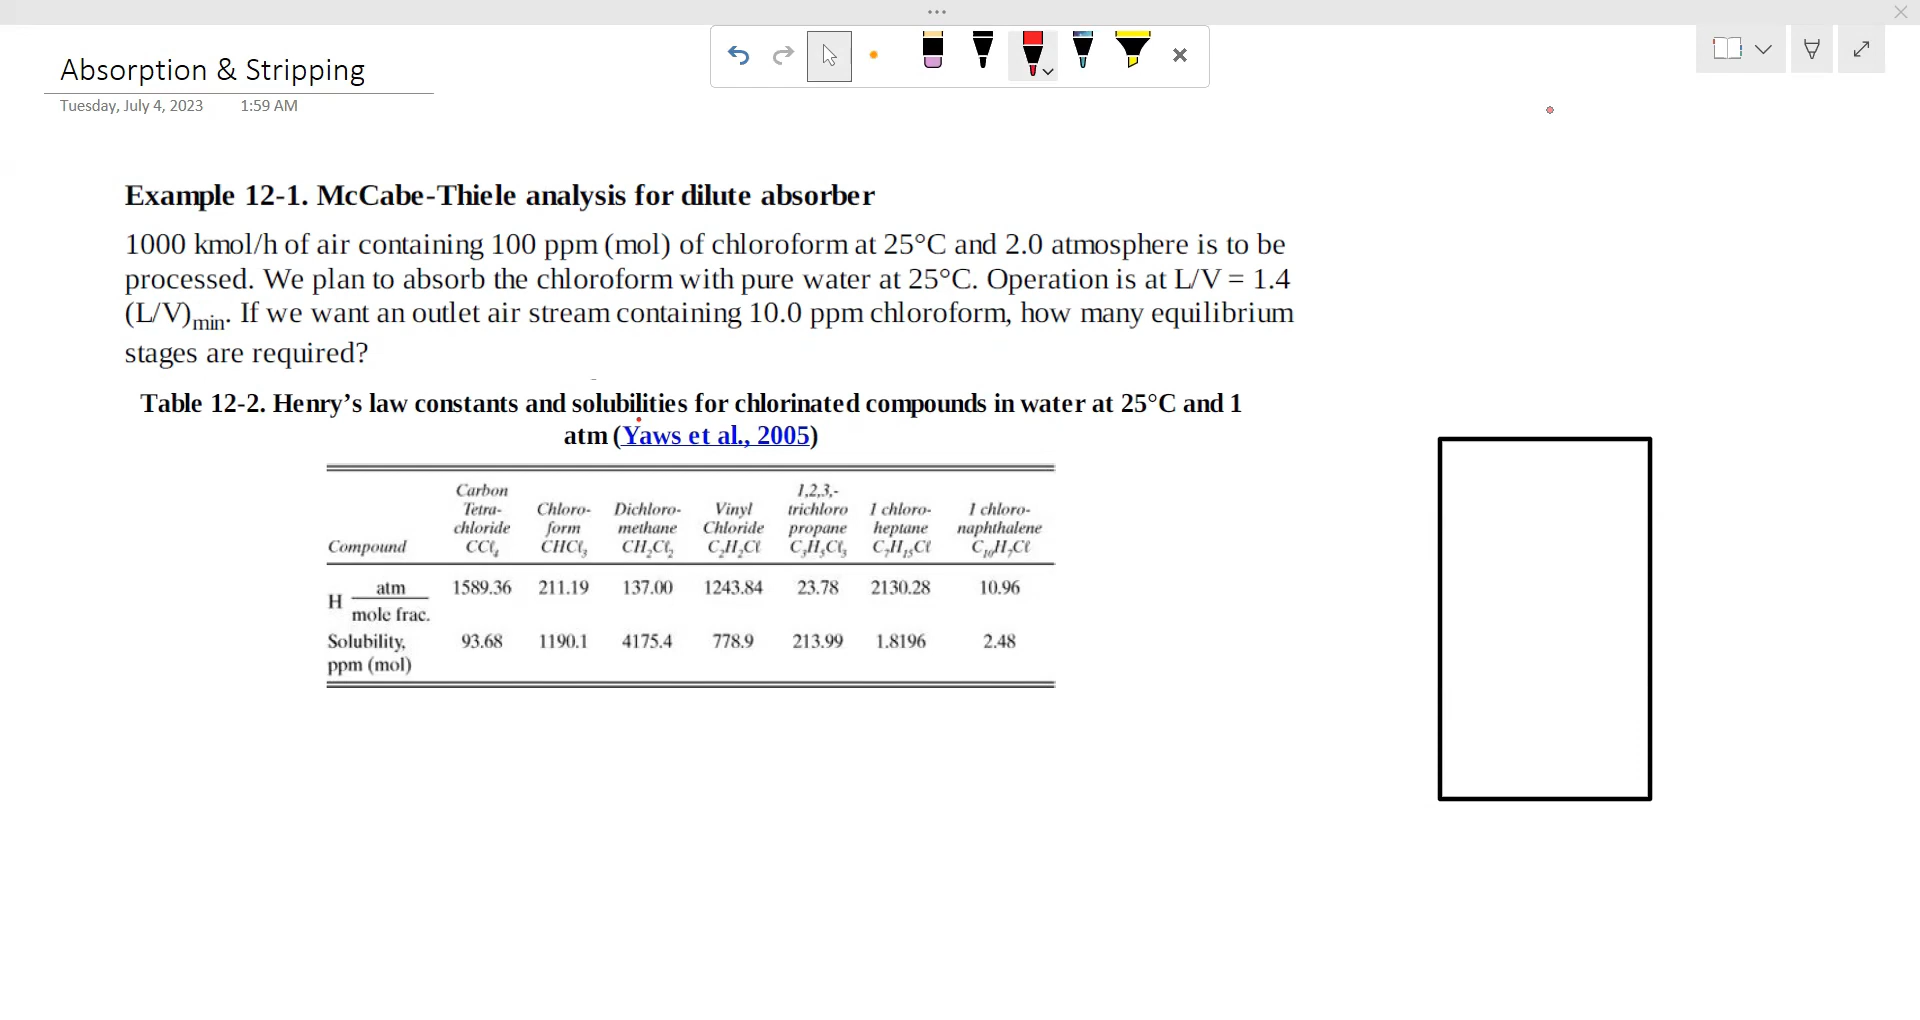 Absorption & Stripping
Tuesday, July 4, 2023 1:59 AM
Example 12-1. McCabe-Thiele analysis for dilute absorber
1000 kmol/h of air containing 100 ppm (mol) of chloroform at 25°C and 2.0 atmosphere is to be
processed. We plan to absorb the chloroform with pure water at 25°C. Operation is at L/V = 1.4
(L/V)min. If we want an outlet air stream containing 10.0 ppm chloroform, how many equilibrium
stages are required?
Table 12-2. Henry's law constants and solubilities for chlorinated compounds in water at 25°C and 1
atm (Yaws et al., 2005)
Carbon 1,2,3,-
Tetra- Chloro- Dichloro- Vinyl trichloro 1 chloro- 1 chloro-
chloride form methane Chloride propane heptane naphthalene
Compound CCℓ4 CHCℓ3 CH2Cℓ2 C2H2Cℓ C3H5Cℓ3 C7H15Cℓ C10H7Cℓ
H atm / mole frac. 1589.36 211.19 137.00 1243.84 23.78 2130.28 10.96
Solubility, 93.68 1190.1 4175.4 778.9 213.99 1.8196 2.48
ppm (mol)